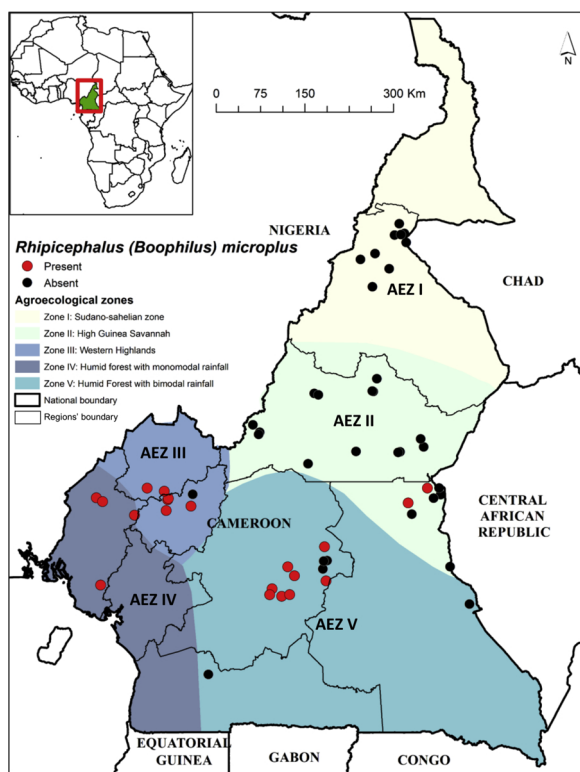 N
0
75
150
300 Km
NIGERIA
Rhipicephalus (Boophilus) microplus
Present
Absent
Agroecological zones
Zone I: Sudano-sahelian zone
Zone II: High Guinea Savannah
Zone III: Western Highlands
Zone IV: Humid forest with monomodal rainfall
Zone V: Humid Forest with bimodal rainfall
National boundary
Regions' boundary
CHAD
AEZ I
AEZ II
AEZ III
CAMEROON
CENTRAL
AFRICAN
REPUBLIC
AEZ IV
AEZ V
EQUATORIAL
GUINEA
GABON
CONGO